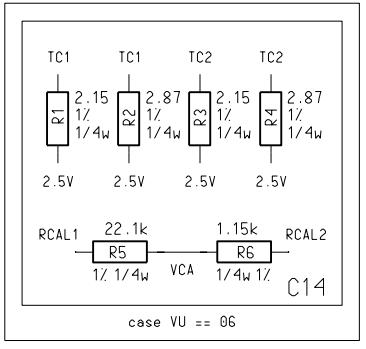 TC1 TC1 TC2 TC2
R1 2.15 1% 1/4w
R2 2.87 1% 1/4w
R3 2.15 1% 1/4w
R4 2.87 1% 1/4w
2.5V 2.5V 2.5V 2.5V
RCAL1 22.1k 1.15k RCAL2
R5 VCA R6
1% 1/4w 1/4w 1%
C14
case VU == 06